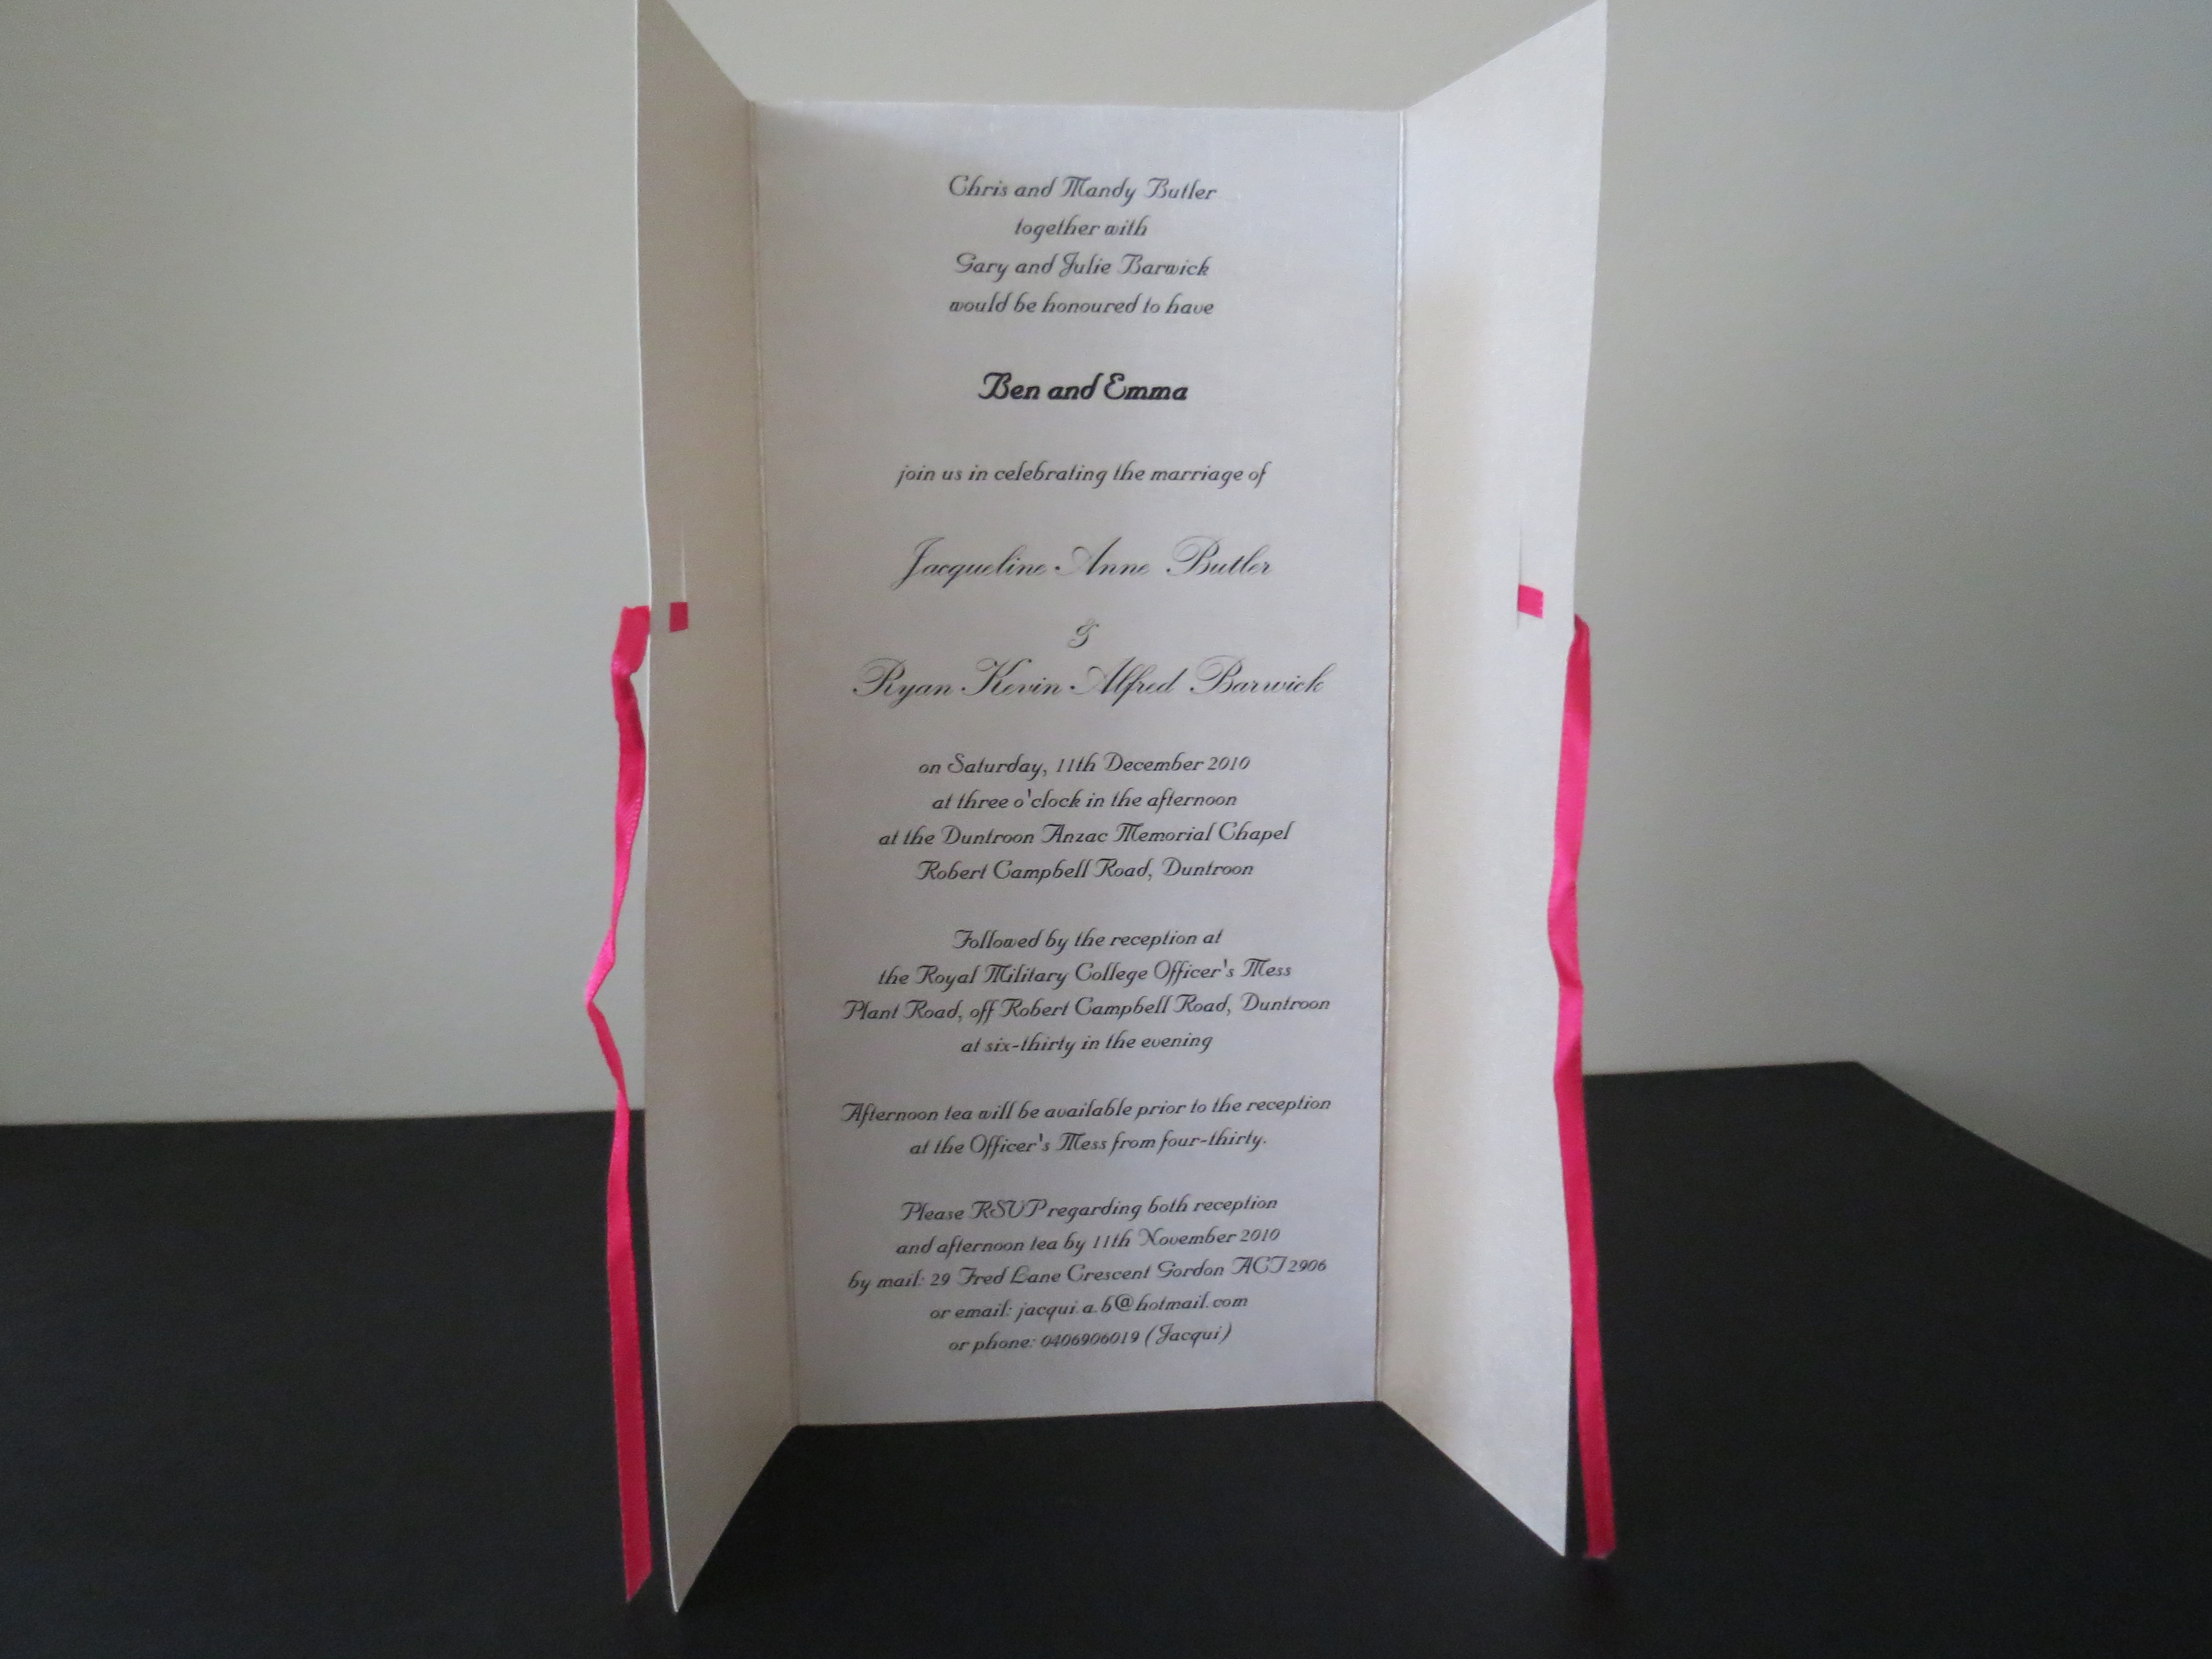 Chris and Mandy Butler
together with
Gary and Julie Barwick
would be honoured to have
Ben and Emma
join us in celebrating the marriage of
Jacqueline Anne Butler
&
Ryan Kevin Alfred Barwick
on Saturday, 11th December 2010
at three o'clock in the afternoon
at the Duntroon Anzac Memorial Chapel
Robert Campbell Road, Duntroon
Followed by the reception at
the Royal Military College Officer's Mess
Plant Road, off Robert Campbell Road, Duntroon
at six-thirty in the evening
Afternoon tea will be available prior to the reception
at the Officer's Mess from four-thirty.
Please RSVP regarding both reception
and afternoon tea by 11th November 2010
by mail: 29 Fred Lane Crescent Gordon ACT 2906
or email: jacqui.a.b@hotmail.com
or phone: 0406906019 (Jacqui)